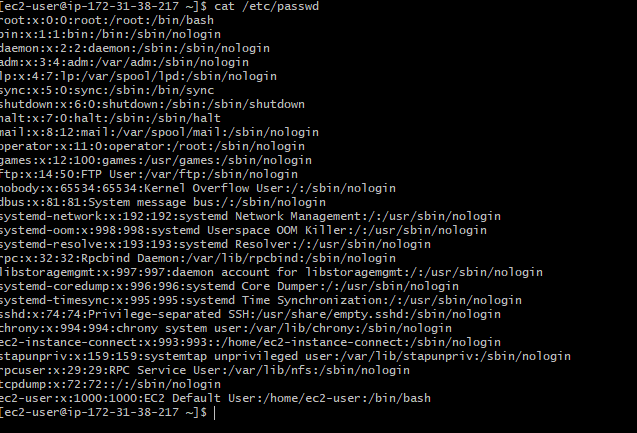 [ec2-user@ip-172-31-38-217 ~]$ cat /etc/passwd
root:x:0:0:root:/root:/bin/bash
bin:x:1:1:bin:/bin:/sbin/nologin
daemon:x:2:2:daemon:/sbin:/sbin/nologin
adm:x:3:4:adm:/var/adm:/sbin/nologin
lp:x:4:7:lp:/var/spool/lpd:/sbin/nologin
sync:x:5:0:sync:/sbin:/bin/sync
shutdown:x:6:0:shutdown:/sbin:/sbin/shutdown
halt:x:7:0:halt:/sbin:/sbin/halt
mail:x:8:12:mail:/var/spool/mail:/sbin/nologin
operator:x:11:0:operator:/root:/sbin/nologin
games:x:12:100:games:/usr/games:/sbin/nologin
ftp:x:14:50:FTP User:/var/ftp:/sbin/nologin
nobody:x:65534:65534:Kernel Overflow User:/:/sbin/nologin
dbus:x:81:81:System message bus:/:/sbin/nologin
systemd-network:x:192:192:systemd Network Management:/:/usr/sbin/nologin
systemd-oom:x:998:998:systemd Userspace OOM Killer:/:/usr/sbin/nologin
systemd-resolve:x:193:193:systemd Resolver:/:/usr/sbin/nologin
rpc:x:32:32:Rpcbind Daemon:/var/lib/rpcbind:/sbin/nologin
libstoragemgmt:x:997:997:daemon account for libstoragemgmt:/:/usr/sbin/nologin
systemd-coredump:x:996:996:systemd Core Dumper:/:/usr/sbin/nologin
systemd-timesync:x:995:995:systemd Time Synchronization:/:/usr/sbin/nologin
sshd:x:74:74:Privilege-separated SSH:/usr/share/empty.sshd:/sbin/nologin
chrony:x:994:994:chrony system user:/var/lib/chrony:/sbin/nologin
ec2-instance-connect:x:993:993::/home/ec2-instance-connect:/sbin/nologin
stapunpriv:x:159:159:systemtap unprivileged user:/var/lib/stapunpriv:/sbin/nologin
rpcuser:x:29:29:RPC Service User:/var/lib/nfs:/sbin/nologin
tcpdump:x:72:72::/:/sbin/nologin
ec2-user:x:1000:1000:EC2 Default User:/home/ec2-user:/bin/bash
[ec2-user@ip-172-31-38-217 ~]$